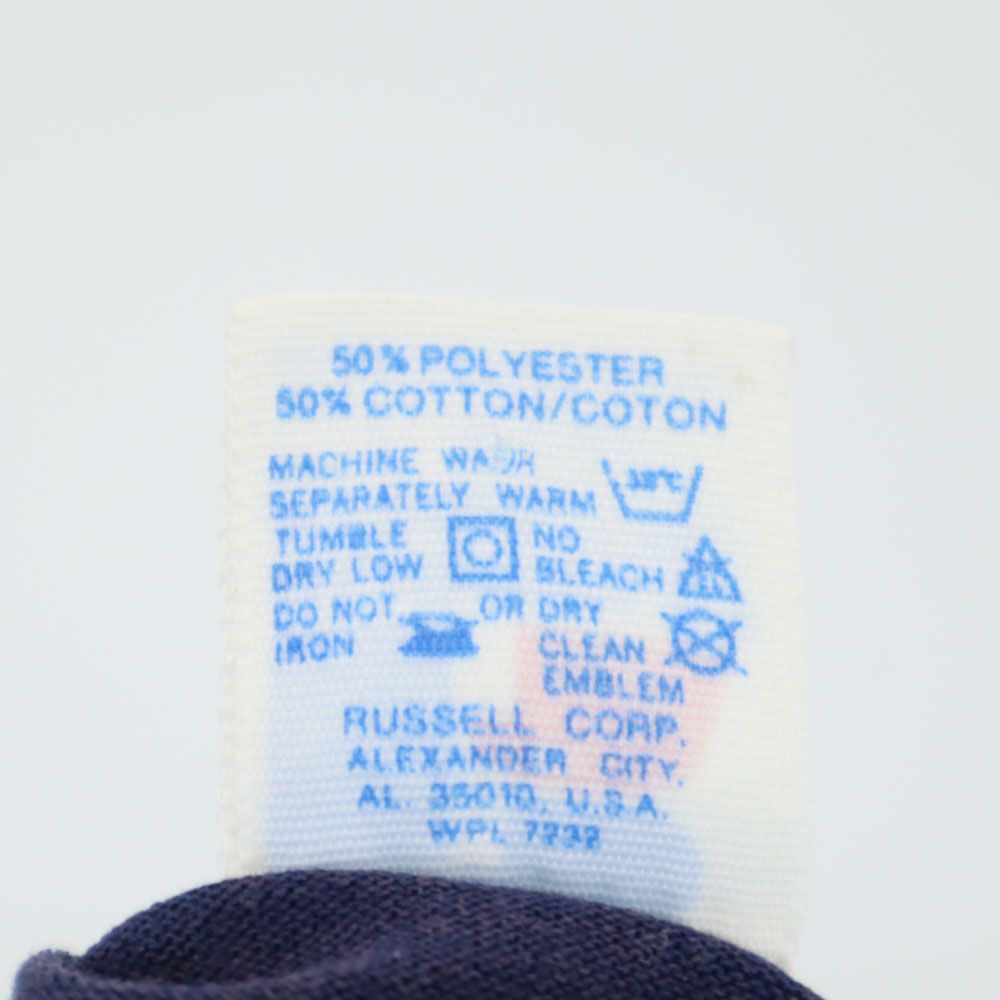 50% POLYESTER
50% COTTON/COTON
MACHINE WASH
SEPARATELY WARM
TUMBLE
DRY LOW
NO
BLEACH
DO NOT
IRON
OR DRY
CLEAN
EMBLEM
RUSSELL CORP.
ALEXANDER CITY,
AL. 35010, U.S.A.
WPL 7232